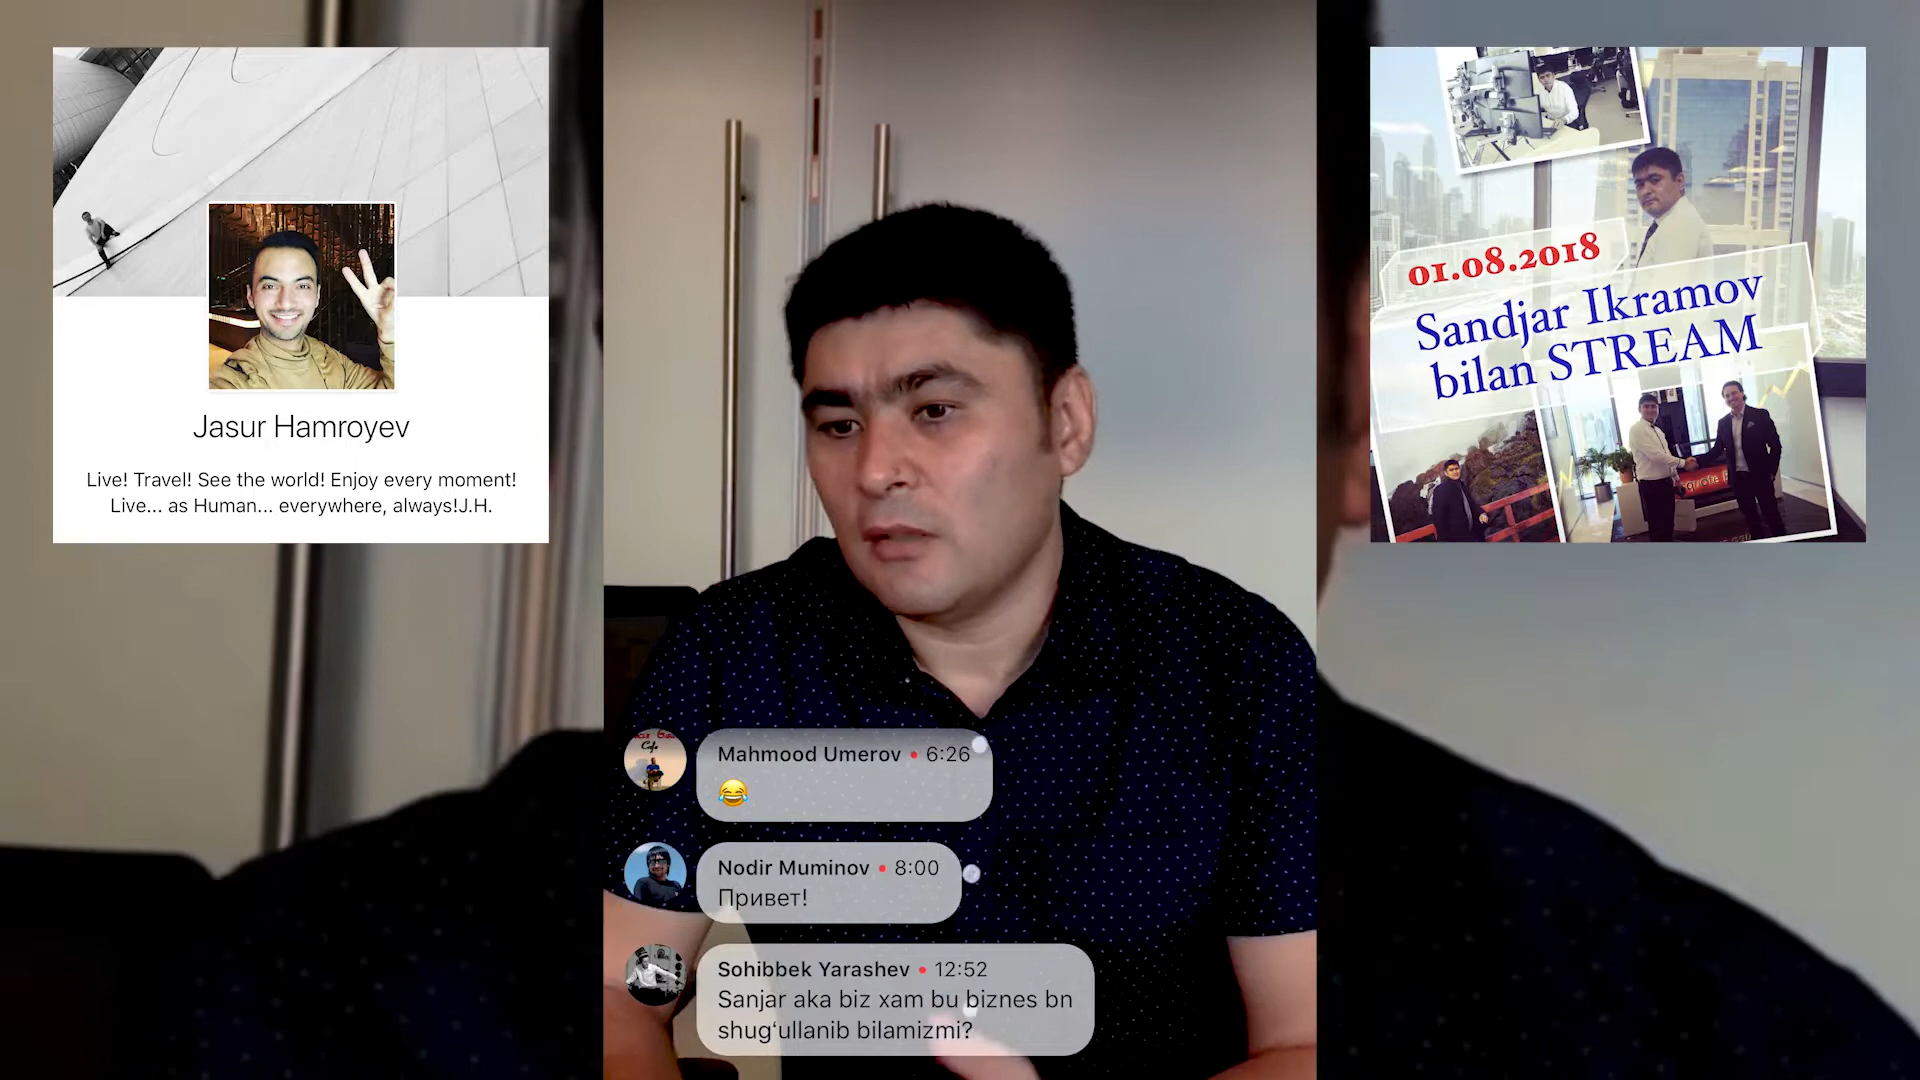 Jasur Hamroyev
Live! Travel! See the world! Enjoy every moment!
Live... as Human... everywhere, always!J.H.
01.08.2018
Sandjar Ikramov
bilan STREAM
Mahmood Umerov • 6:26
😂
Nodir Muminov • 8:00
Привет!
Sohibbek Yarashev • 12:52
Sanjar aka biz xam bu biznes bn
shug‘ullanib bilamizmi?